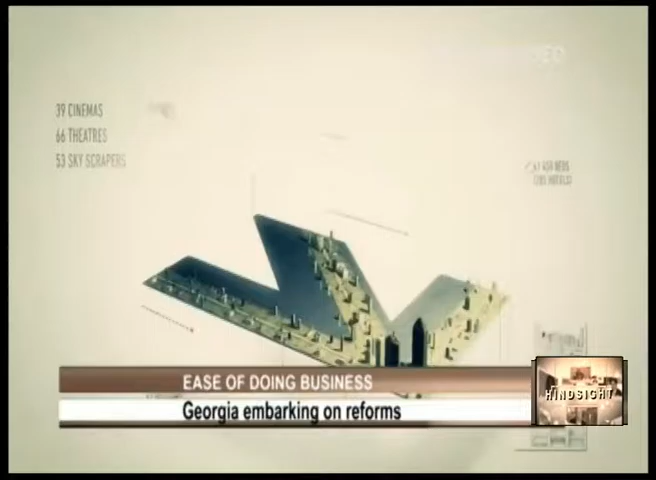 39 CINEMAS
66 THEATRES
53 SKY SCRAPERS
EASE OF DOING BUSINESS
Georgia embarking on reforms
HINDSIGHT